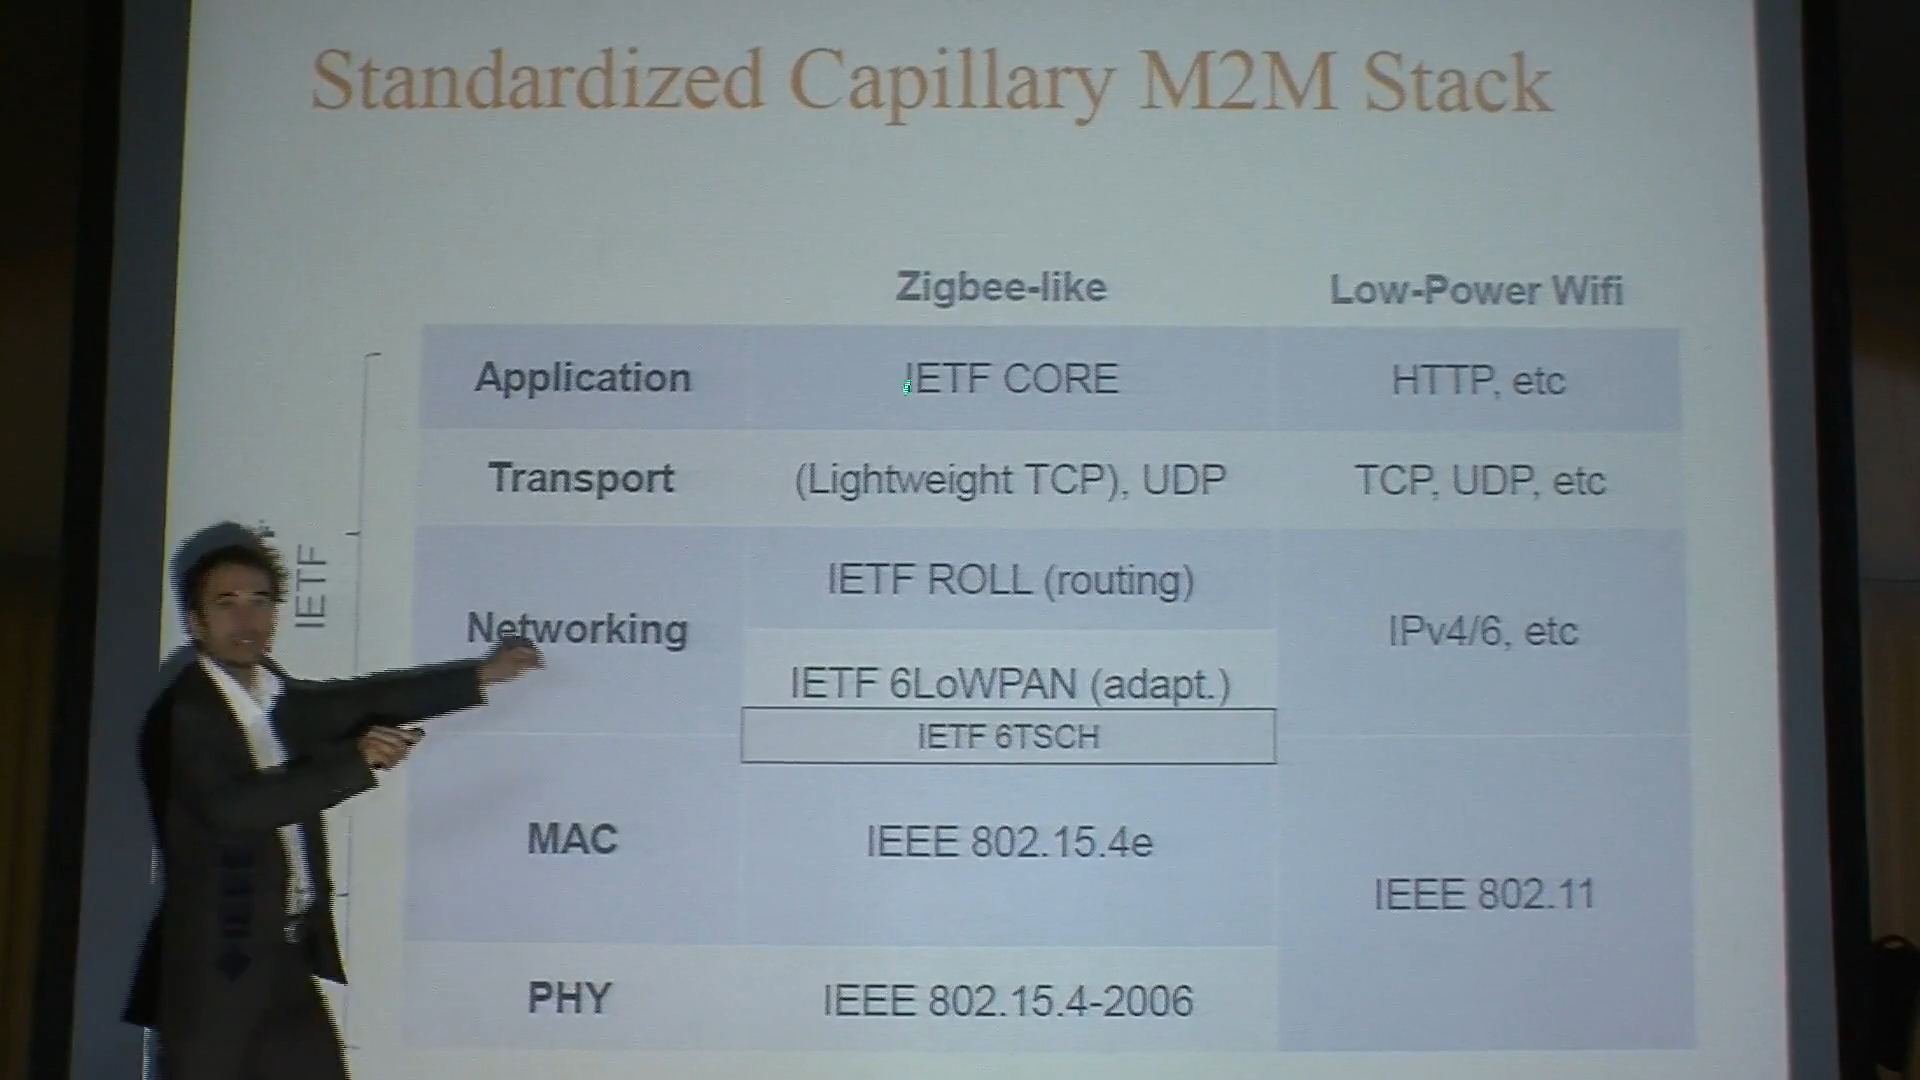 Standardized Capillary M2M Stack
Zigbee-like Low-Power Wifi
Application IETF CORE HTTP, etc
Transport (Lightweight TCP), UDP TCP, UDP, etc
IETF
IETF ROLL (routing)
Networking IPv4/6, etc
IETF 6LoWPAN (adapt.)
IETF 6TSCH
MAC IEEE 802.15.4e
IEEE 802.11
IEEE
PHY IEEE 802.15.4-2006